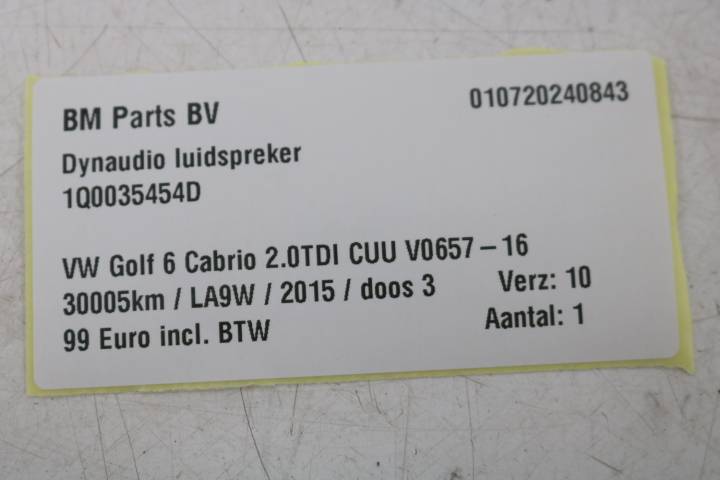 BM Parts BV 010720240843
Dynaudio luidspreker
1Q0035454D
VW Golf 6 Cabrio 2.0TDI CUU V0657-16
30005km / LA9W / 2015 / doos 3 Verz: 10
99 Euro incl. BTW Aantal: 1